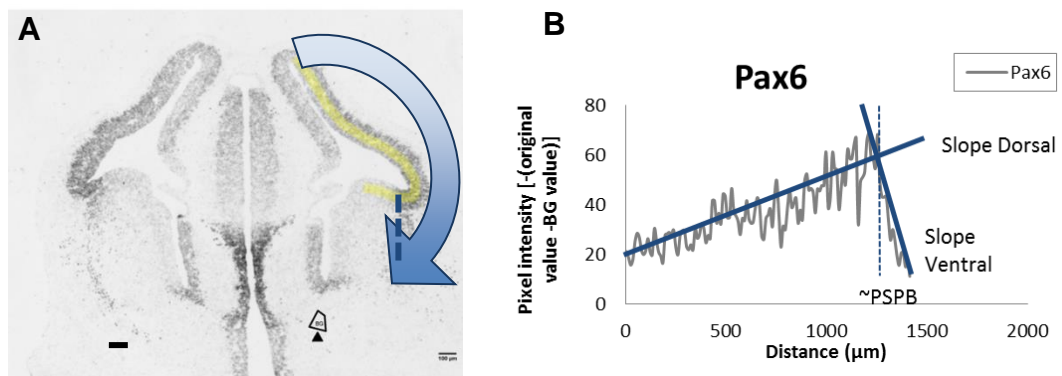 A
BG
100 µm
B
Pax6
Pax6
Pixel intensity [-(original
value -BG value)]
80
60
40
20
0
Slope Dorsal
Slope
Ventral
~PSPB
0
500
1000
1500
2000
Distance (µm)